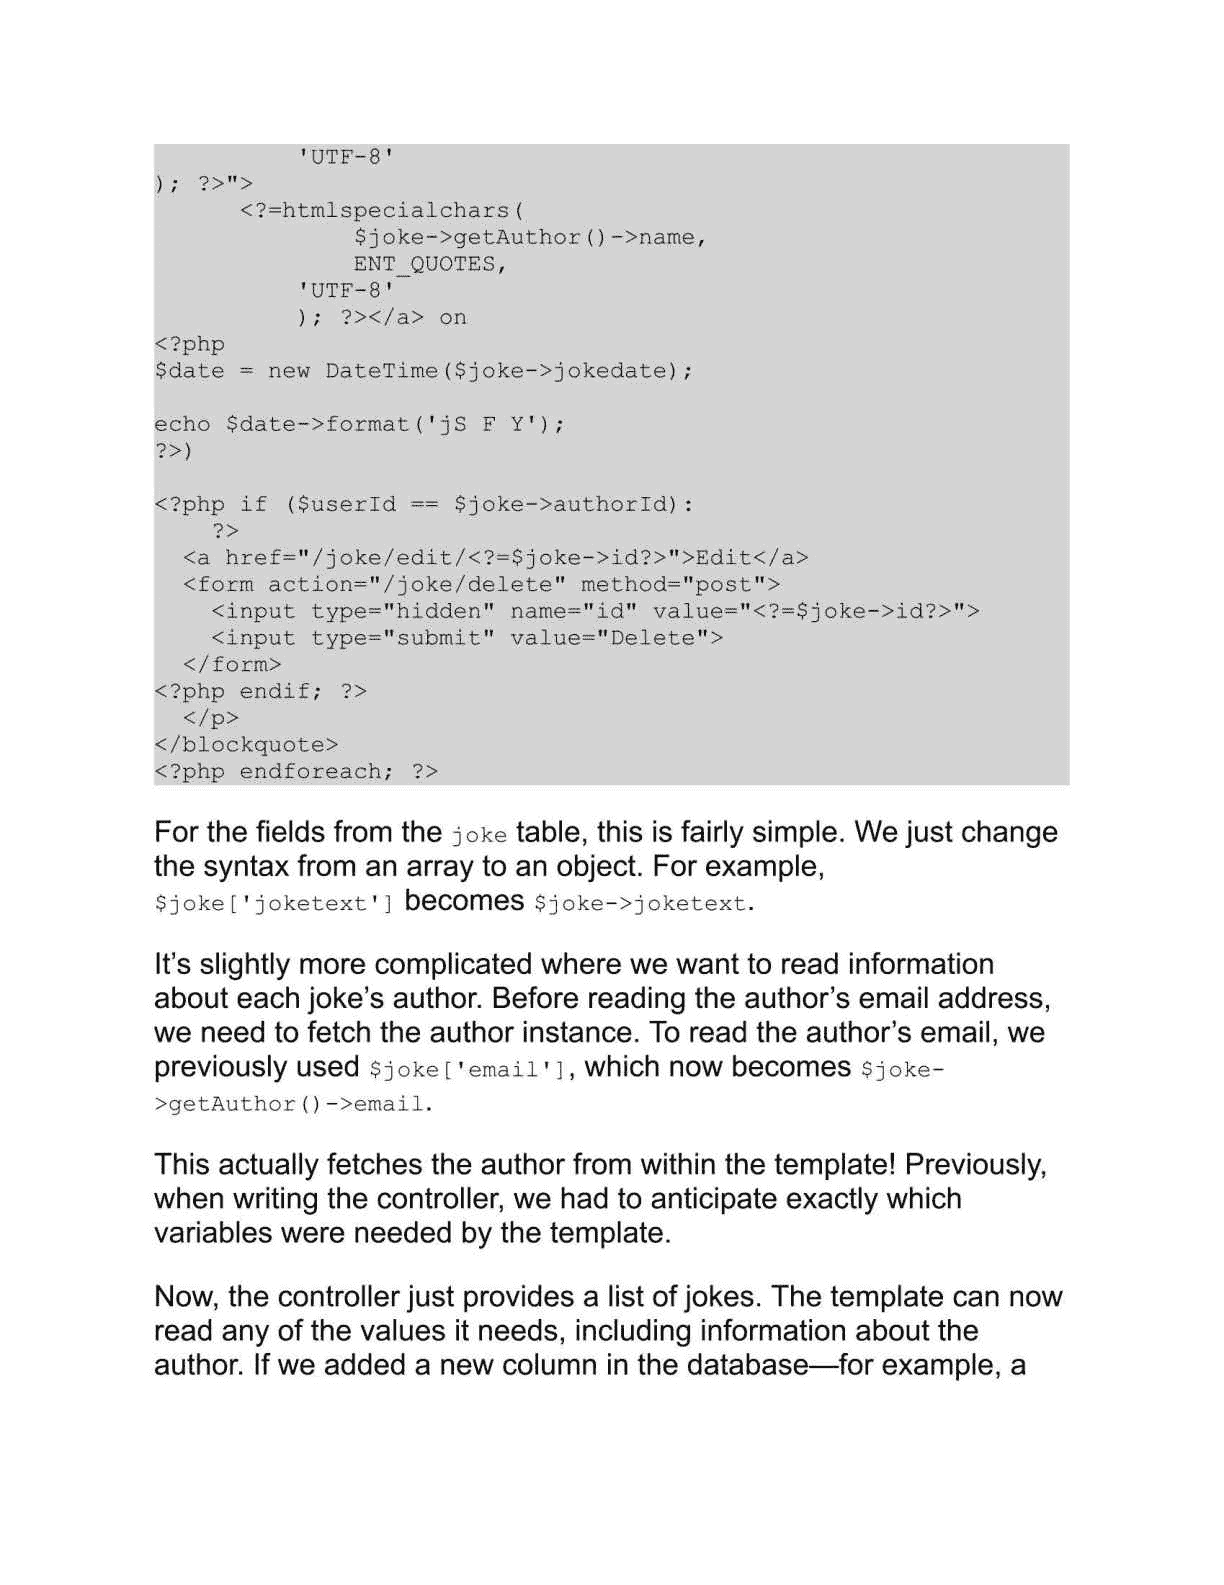 'UTF-8'
); ?>">
      <?=htmlspecialchars(
              $joke->getAuthor()->name,
              ENT_QUOTES,
          'UTF-8'
          ); ?></a> on
<?php
$date = new DateTime($joke->jokedate);

echo $date->format('jS F Y');
?>)

<?php if ($userId == $joke->authorId):
    ?>
  <a href="/joke/edit/<?=$joke->id?>">Edit</a>
  <form action="/joke/delete" method="post">
    <input type="hidden" name="id" value="<?=$joke->id?>">
    <input type="submit" value="Delete">
  </form>
<?php endif; ?>
  </p>
</blockquote>
<?php endforeach; ?>

For the fields from the joke table, this is fairly simple. We just change
the syntax from an array to an object. For example,
$joke['joketext'] becomes $joke->joketext.

It’s slightly more complicated where we want to read information
about each joke’s author. Before reading the author’s email address,
we need to fetch the author instance. To read the author’s email, we
previously used $joke['email'], which now becomes $joke-
>getAuthor()->email.

This actually fetches the author from within the template! Previously,
when writing the controller, we had to anticipate exactly which
variables were needed by the template.

Now, the controller just provides a list of jokes. The template can now
read any of the values it needs, including information about the
author. If we added a new column in the database—for example, a